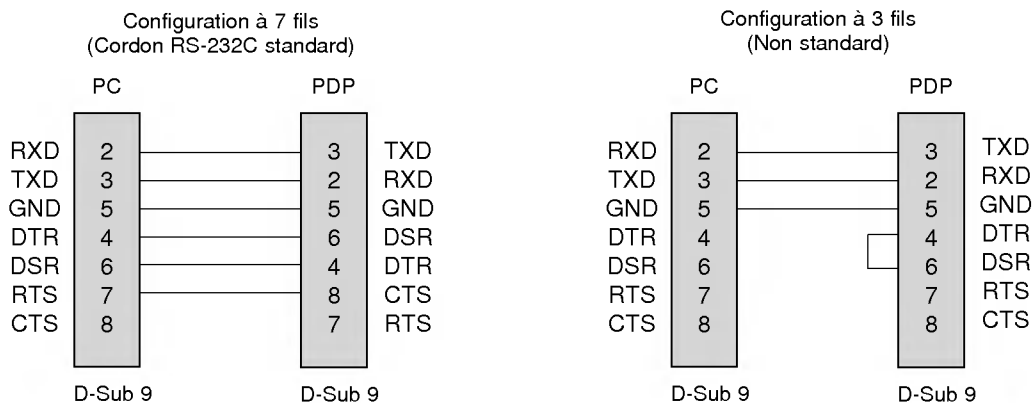 Configuration à 7 fils
(Cordon RS-232C standard)
PC PDP
RXD 2 3 TXD
TXD 3 2 RXD
GND 5 5 GND
DTR 4 6 DSR
DSR 6 4 DTR
RTS 7 8 CTS
CTS 8 7 RTS
D-Sub 9 D-Sub 9
Configuration à 3 fils
(Non standard)
PC PDP
RXD 2 3 TXD
TXD 3 2 RXD
GND 5 5 GND
DTR 4 4 DTR
DSR 6 6 DSR
RTS 7 7 RTS
CTS 8 8 CTS
D-Sub 9 D-Sub 9